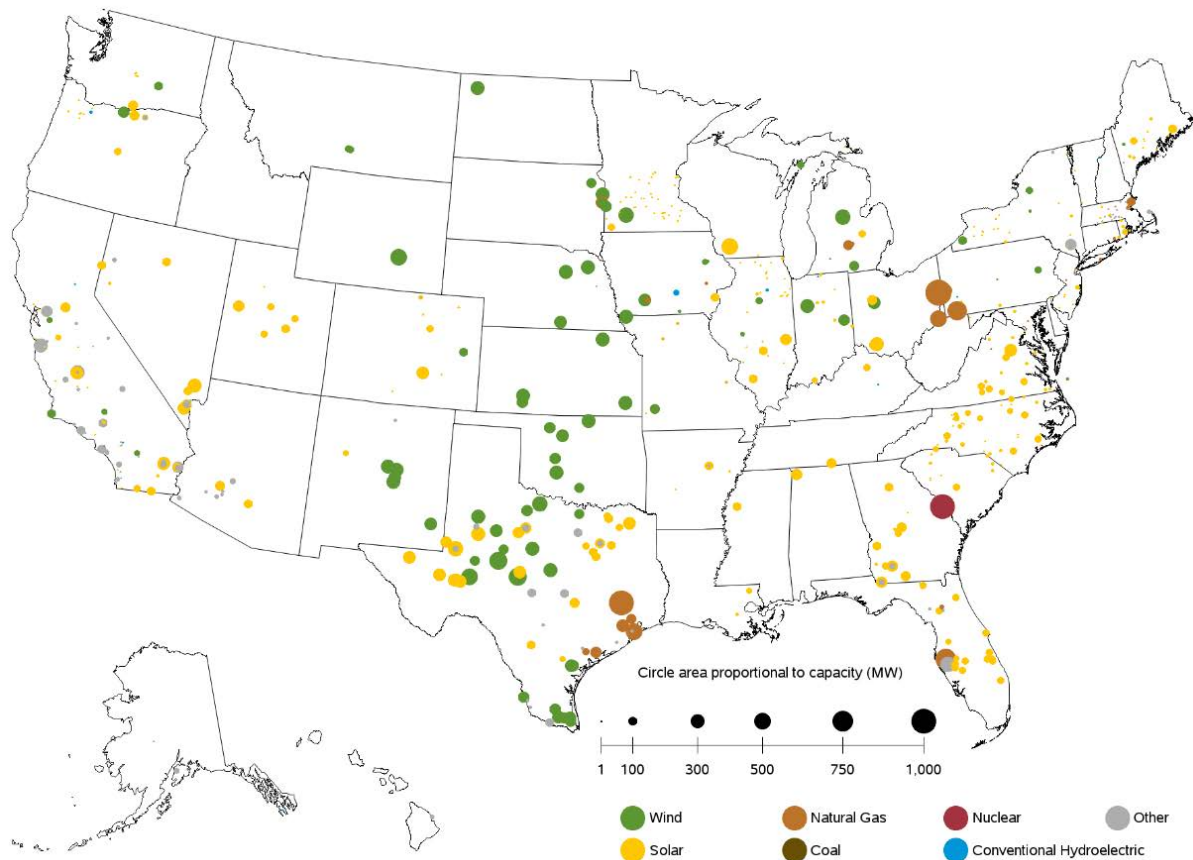 Circle area proportional to capacity (MW)
1 100 300 500 750 1,000
Wind Natural Gas Nuclear Other
Solar Coal Conventional Hydroelectric